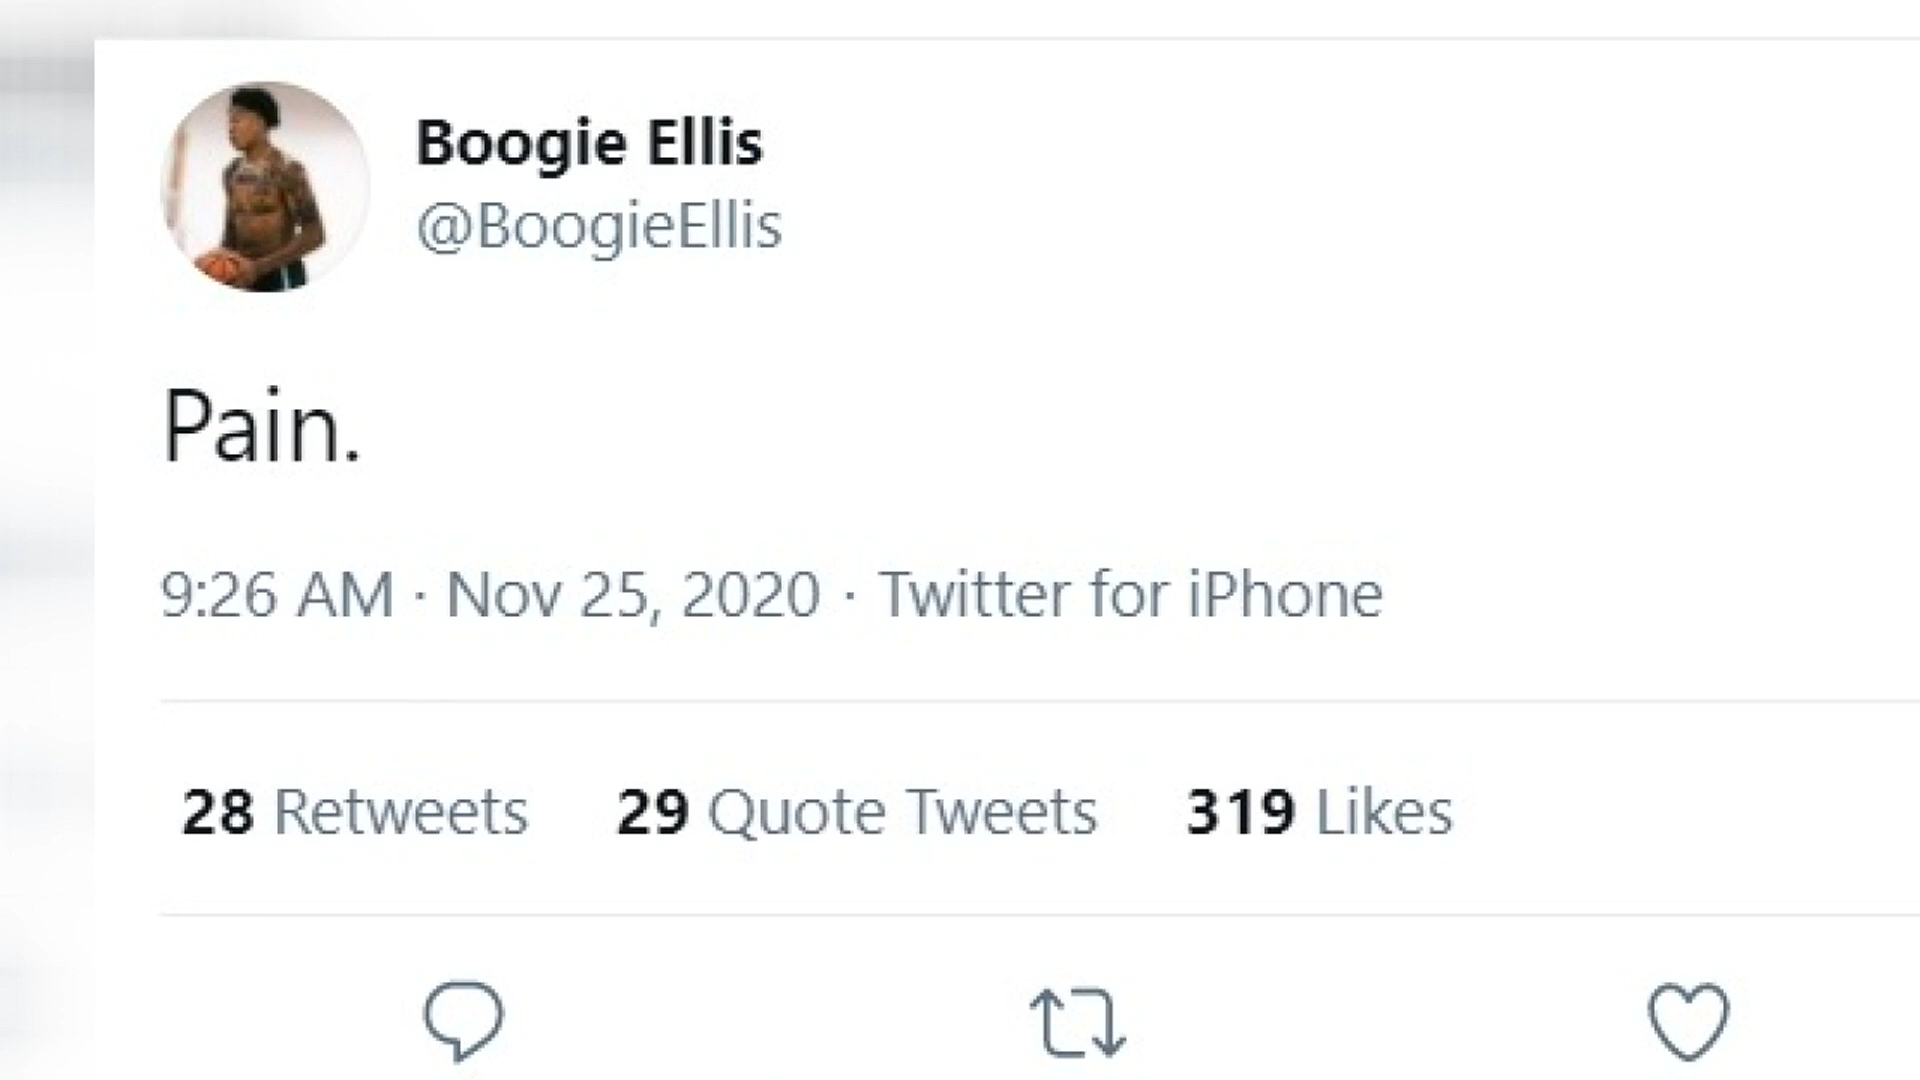 Boogie Ellis
@BoogieEllis
Pain.
9:26 AM · Nov 25, 2020 · Twitter for iPhone
28 Retweets 29 Quote Tweets 319 Likes